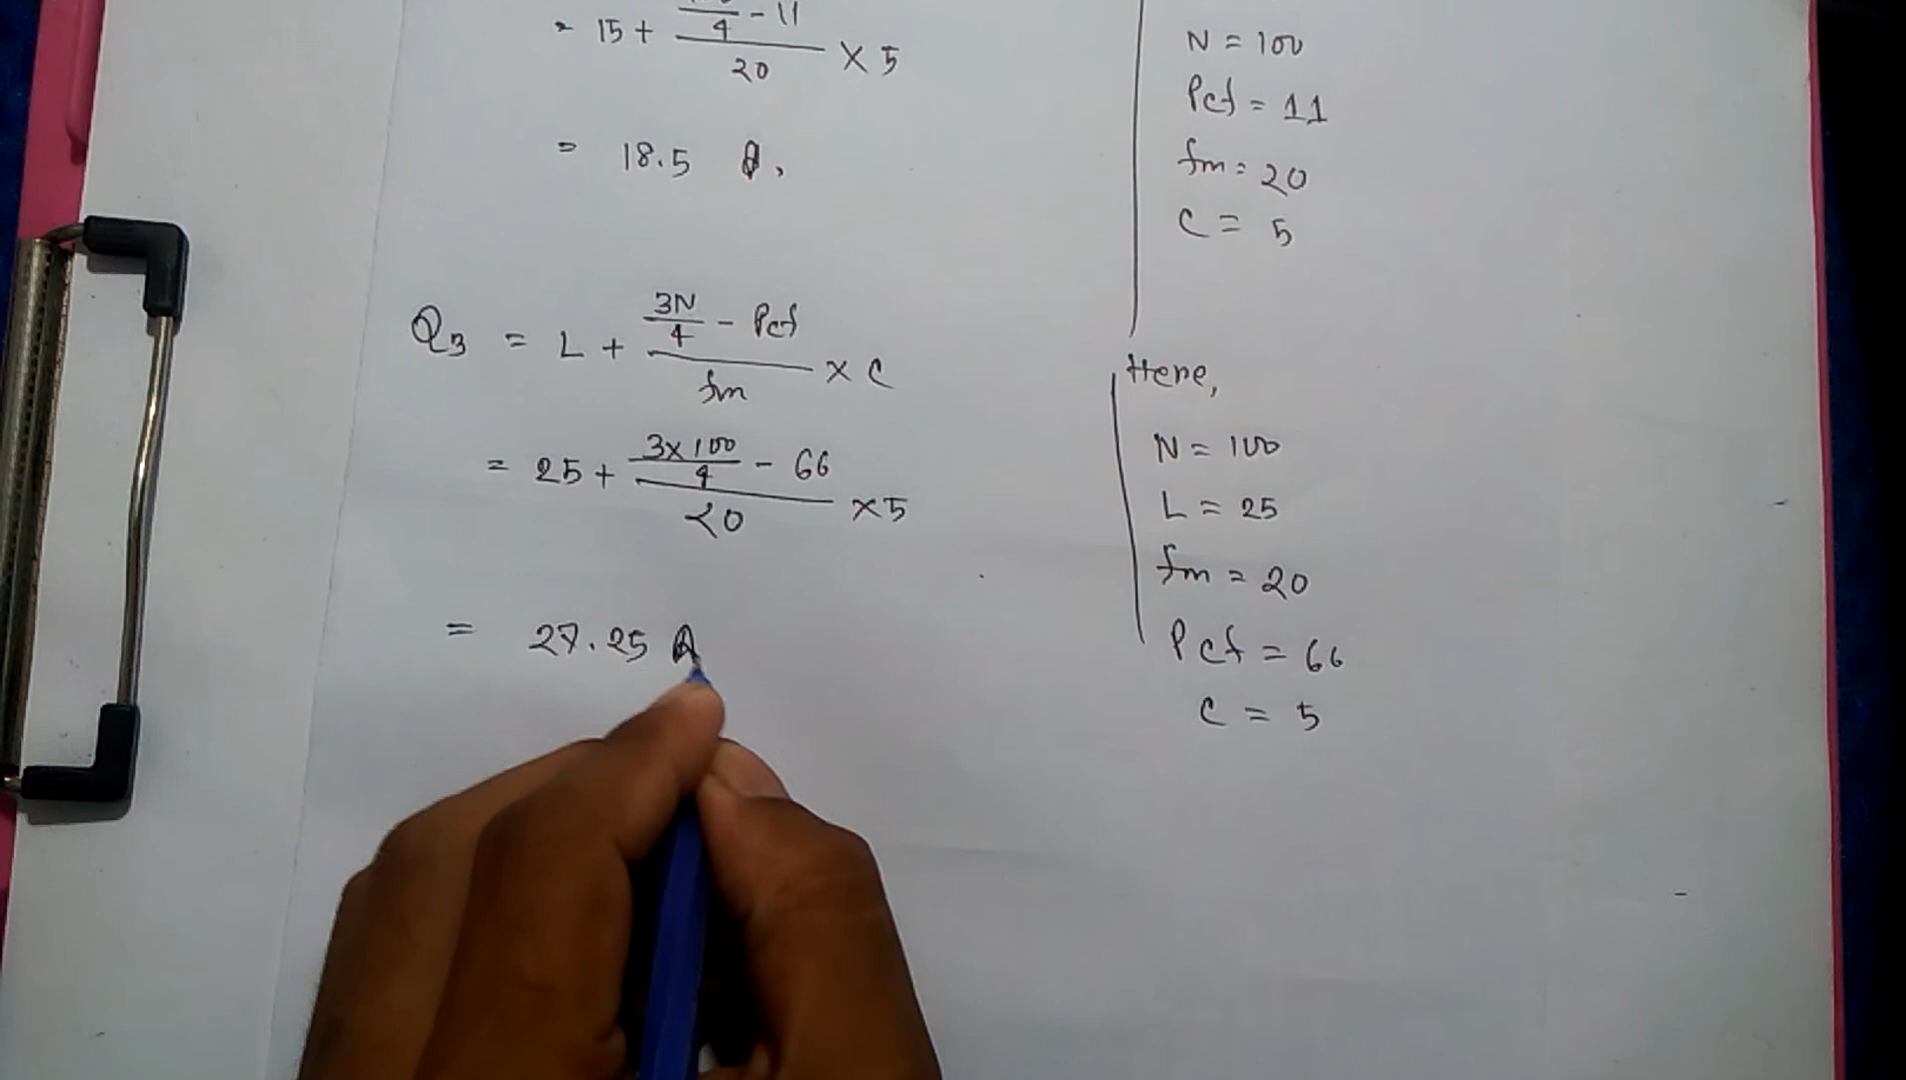 = 15 + 4 - 11 / 20 × 5
= 18.5
Q3 = L + 3N/4 - Pcf / fm × C
= 25 + 3×100/4 - 66 / 20 ×5
= 27.25
N = 100
Pcf = 11
fm = 20
C = 5
Here,
N = 100
L = 25
fm = 20
Pcf = 66
C = 5